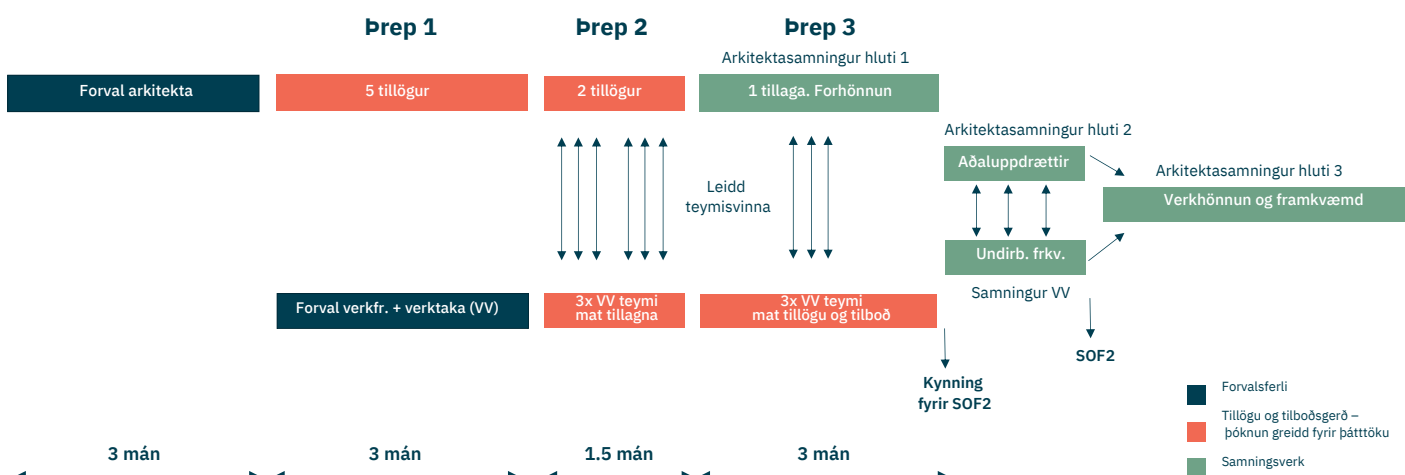 Þrep 1
Þrep 2
Þrep 3
Arkitektasamningur hluti 1
Forval arkitekta
5 tillögur
2 tillögur
1 tillaga. Forhönnun
Arkitektasamningur hluti 2
Aðaluppdrættir
Arkitektasamningur hluti 3
Verkhönnun og framkvæmd
Leidd
teymisvinna
Undirb. frkv.
Samningur VV
Forval verkfr. + verktaka (VV)
3x VV teymi
mat tillagna
3x VV teymi
mat tillögu og tilboð
SOF2
Kynning
fyrir SOF2
Forvalsferli
Tillögu og tilboðsgerð –
þóknun greidd fyrir þátttöku
Samningsverk
3 mán
3 mán
1.5 mán
3 mán